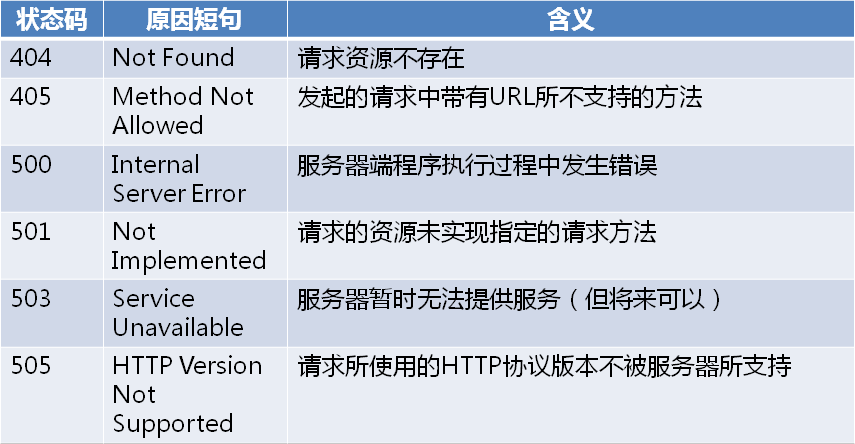 状态码 原因短句 含义
404 Not Found 请求资源不存在
405 Method Not 发起的请求中带有URL所不支持的方法
Allowed
500 Internal 服务器端程序执行过程中发生错误
Server Error
501 Not 请求的资源未实现指定的请求方法
Implemented
503 Service 服务器暂时无法提供服务（但将来可以）
Unavailable
505 HTTP Version 请求所使用的HTTP协议版本不被服务器所支持
Not
Supported